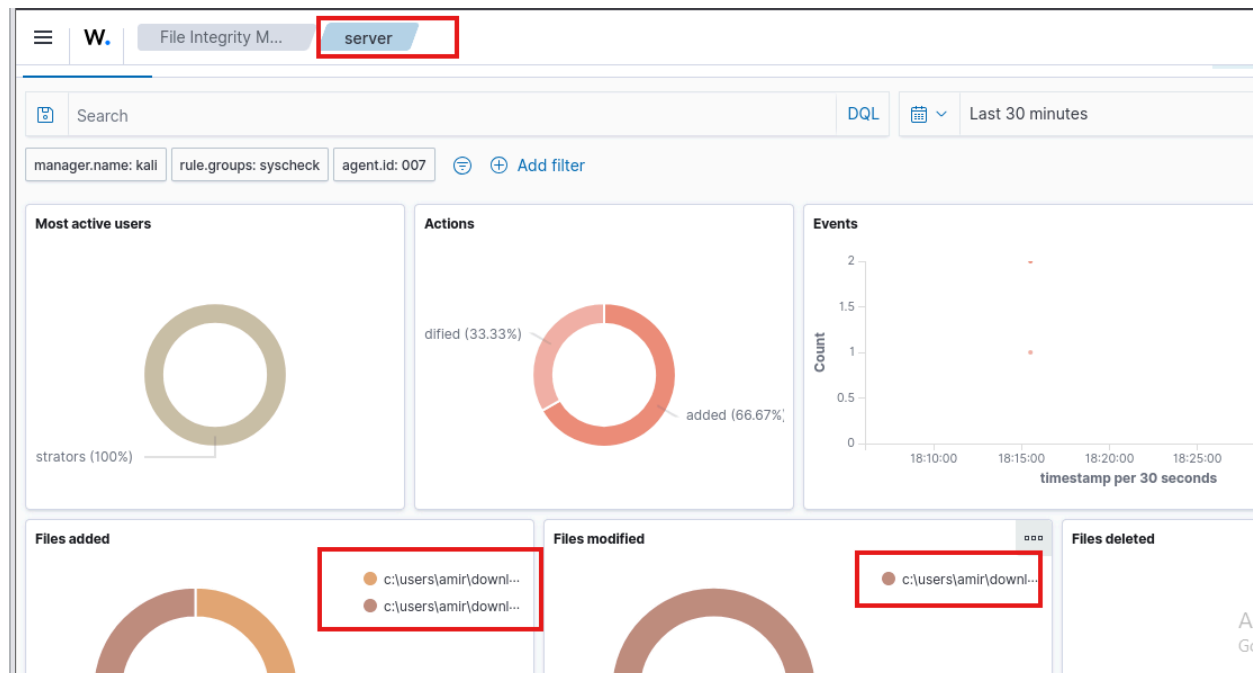 W. File Integrity M... server
Search DQL Last 30 minutes
manager.name: kali rule.groups: syscheck agent.id: 007 Add filter
Most active users
strators (100%)
Actions
dified (33.33%)
added (66.67%)
Events
Count
2
1.5
1
0.5
0
18:10:00 18:15:00 18:20:00 18:25:00
timestamp per 30 seconds
Files added
c:\users\amir\downl...
c:\users\amir\downl...
Files modified
c:\users\amir\downl...
Files deleted
A
Go